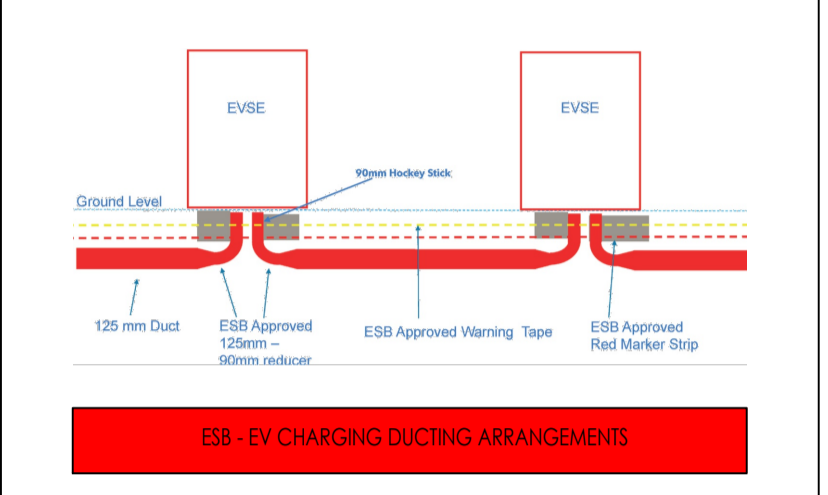 EVSE
EVSE
90mm Hockey Stick
Ground Level
125 mm Duct
ESB Approved
125mm –
90mm reducer
ESB Approved Warning Tape
ESB Approved
Red Marker Strip
ESB - EV CHARGING DUCTING ARRANGEMENTS